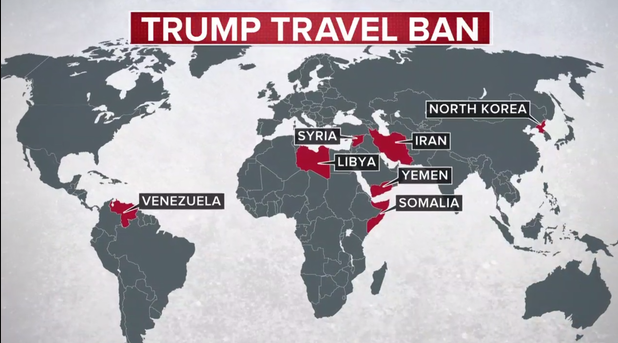 TRUMP TRAVEL BAN
NORTH KOREA
SYRIA
IRAN
LIBYA
YEMEN
VENEZUELA
SOMALIA